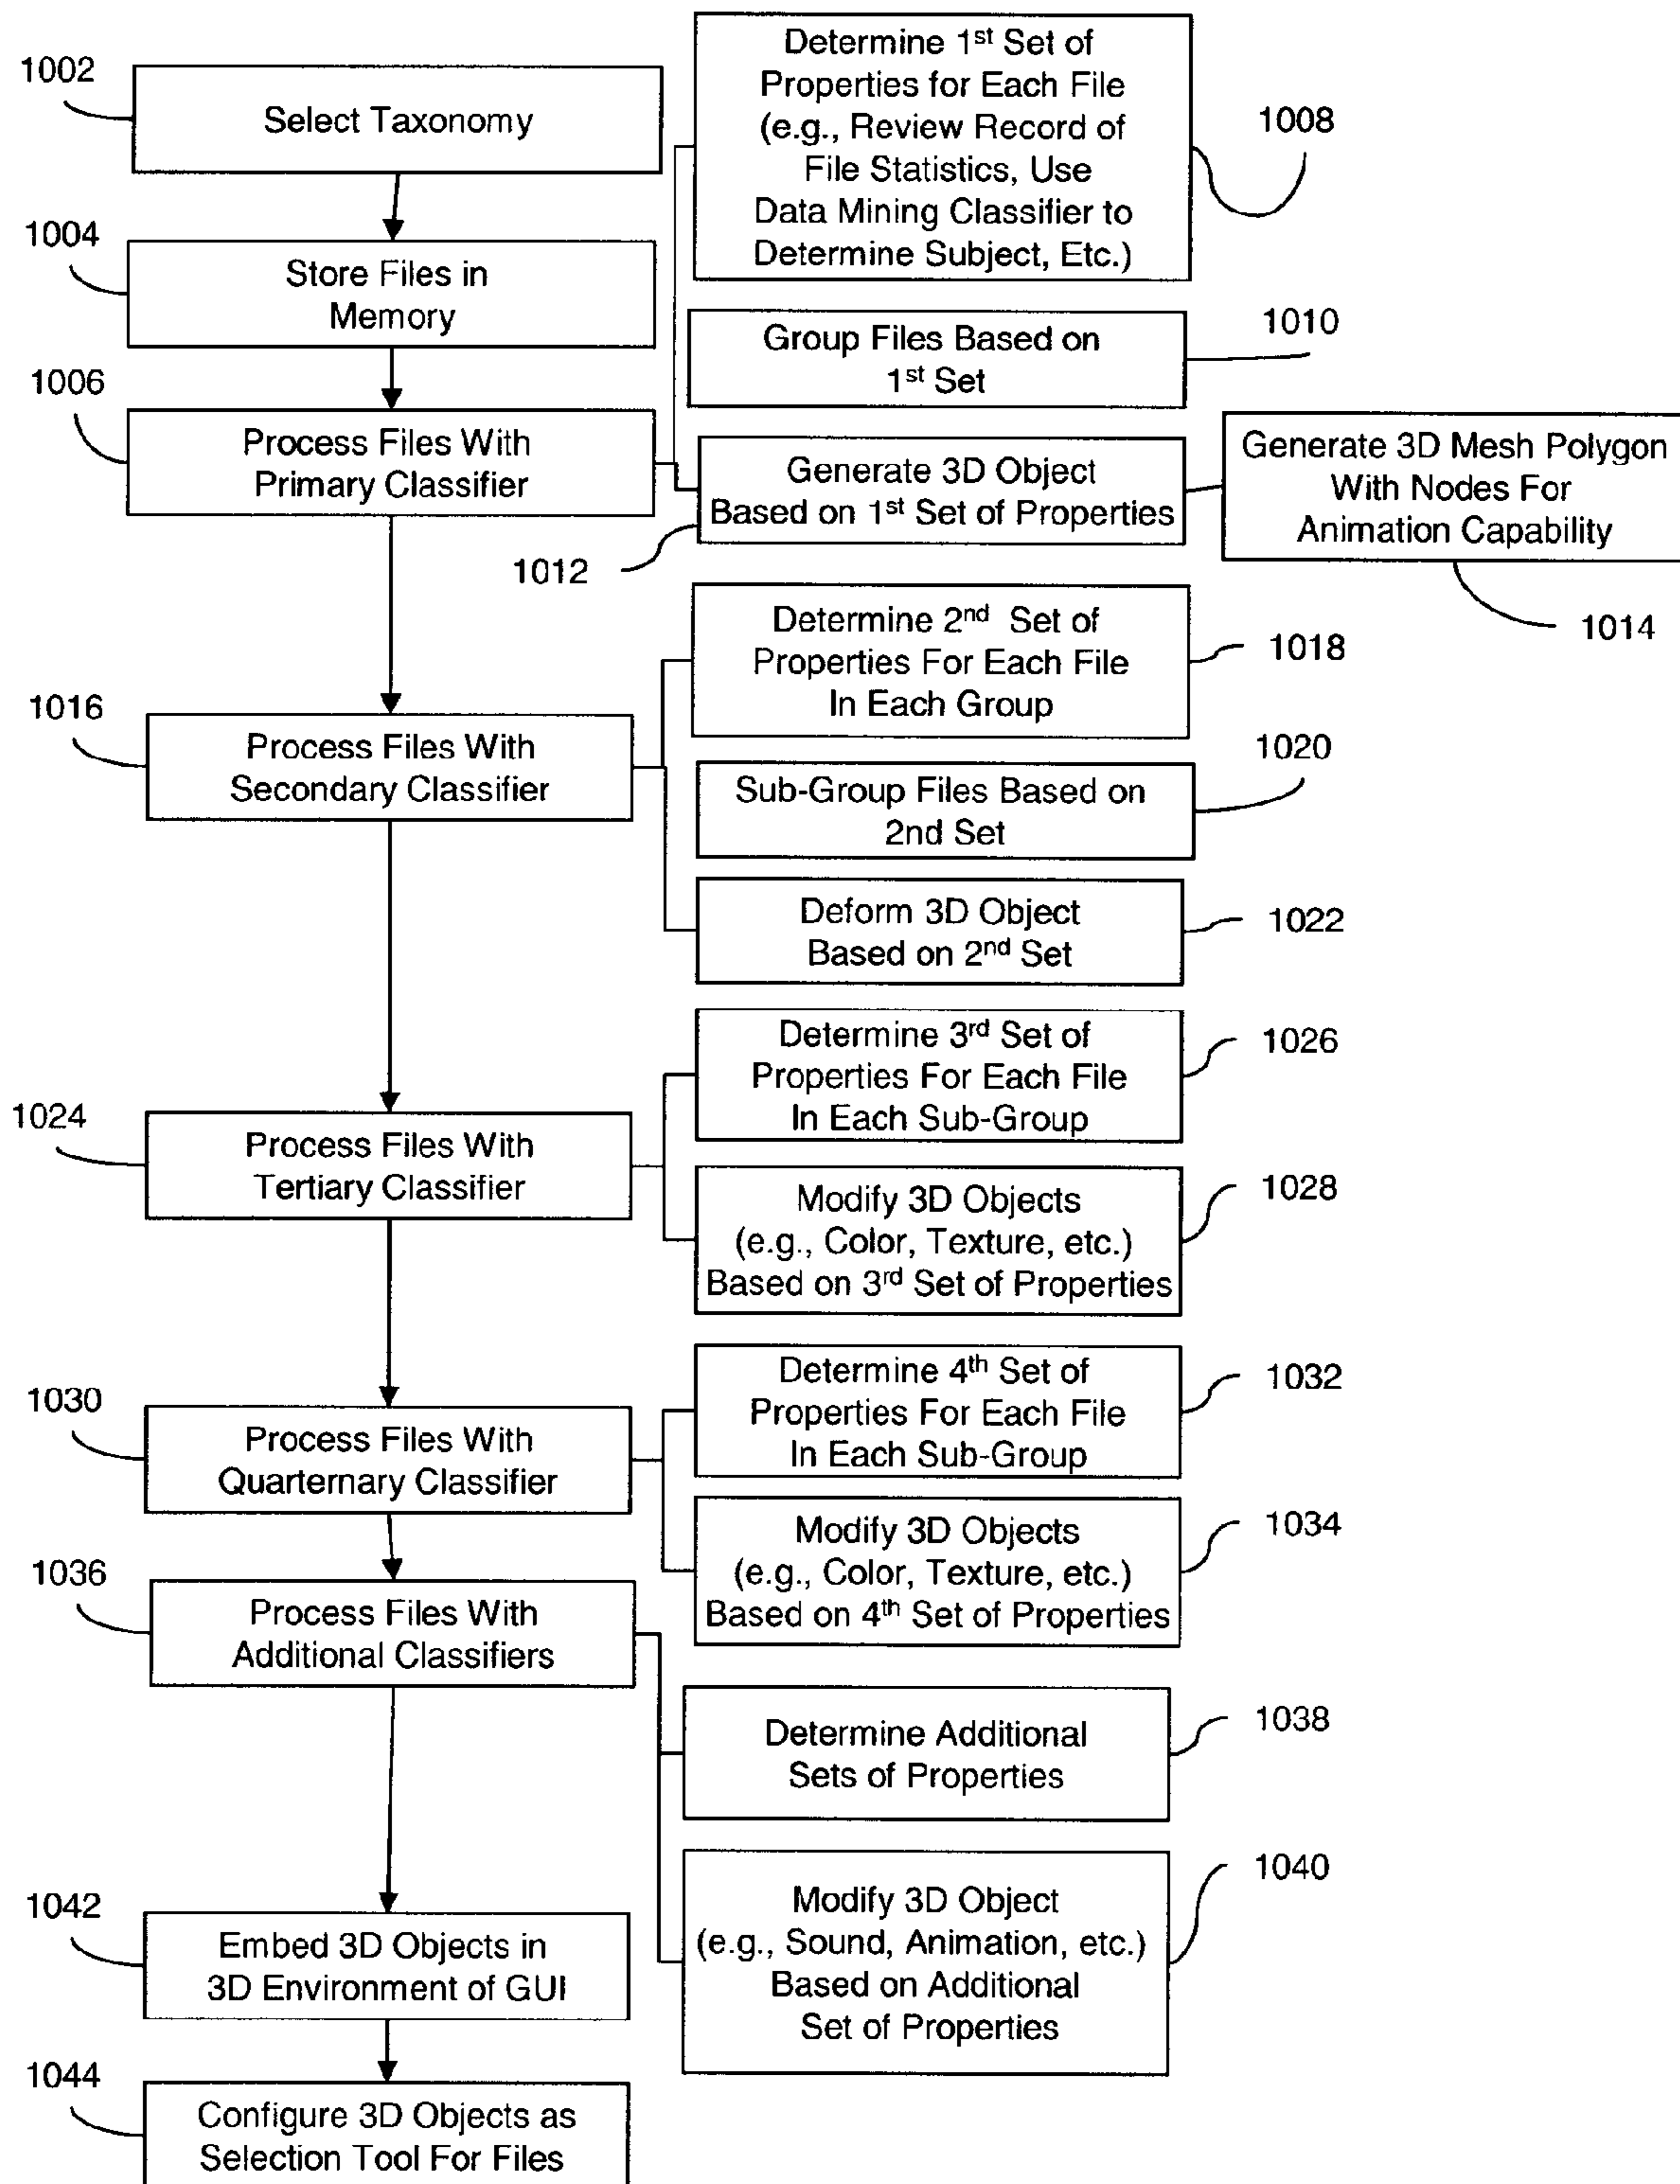 1002
Select Taxonomy
1004
Store Files in
Memory
1006
Process Files With
Primary Classifier
Determine 1st Set of
Properties for Each File
(e.g., Review Record of
File Statistics, Use
Data Mining Classifier to
Determine Subject, Etc.)
1008
Group Files Based on
1st Set
1010
Generate 3D Object
Based on 1st Set of Properties
1012
Generate 3D Mesh Polygon
With Nodes For
Animation Capability
1014
1016
Process Files With
Secondary Classifier
Determine 2nd Set of
Properties For Each File
In Each Group
1018
Sub-Group Files Based on
2nd Set
1020
Deform 3D Object
Based on 2nd Set
1022
1024
Process Files With
Tertiary Classifier
Determine 3rd Set of
Properties For Each File
In Each Sub-Group
1026
Modify 3D Objects
(e.g., Color, Texture, etc.)
Based on 3rd Set of Properties
1028
1030
Process Files With
Quarternary Classifier
Determine 4th Set of
Properties For Each File
In Each Sub-Group
1032
Modify 3D Objects
(e.g., Color, Texture, etc.)
Based on 4th Set of Properties
1034
1036
Process Files With
Additional Classifiers
Determine Additional
Sets of Properties
1038
Modify 3D Object
(e.g., Sound, Animation, etc.)
Based on Additional
Set of Properties
1040
1042
Embed 3D Objects in
3D Environment of GUI
1044
Configure 3D Objects as
Selection Tool For Files